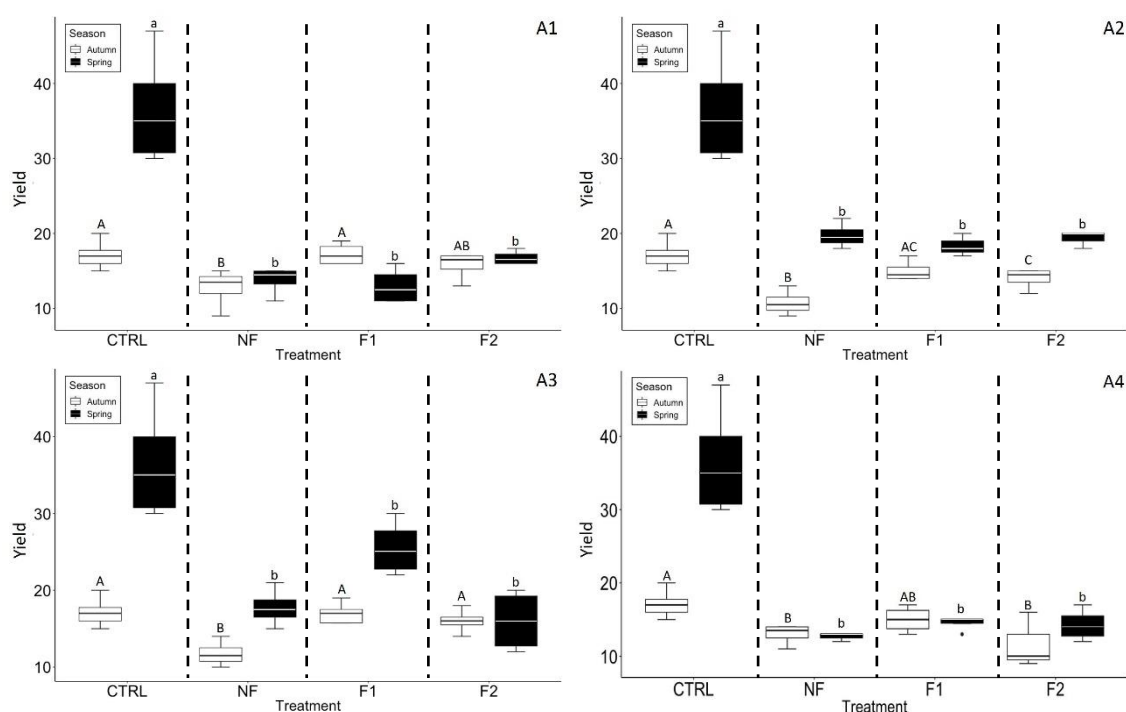 A1
Season
Autumn
Spring
a
40
30
Yield
20
10
A
B
b
A
b
AB
b
CTRL
NF
F1
F2
Treatment
A2
Season
Autumn
Spring
a
40
30
Yield
20
10
A
B
b
AC
b
C
b
CTRL
NF
F1
F2
Treatment
A3
Season
Autumn
Spring
a
40
30
Yield
20
10
A
B
b
A
b
A
b
CTRL
NF
F1
F2
Treatment
A4
Season
Autumn
Spring
a
40
30
Yield
20
10
A
B
b
AB
b
B
b
CTRL
NF
F1
F2
Treatment